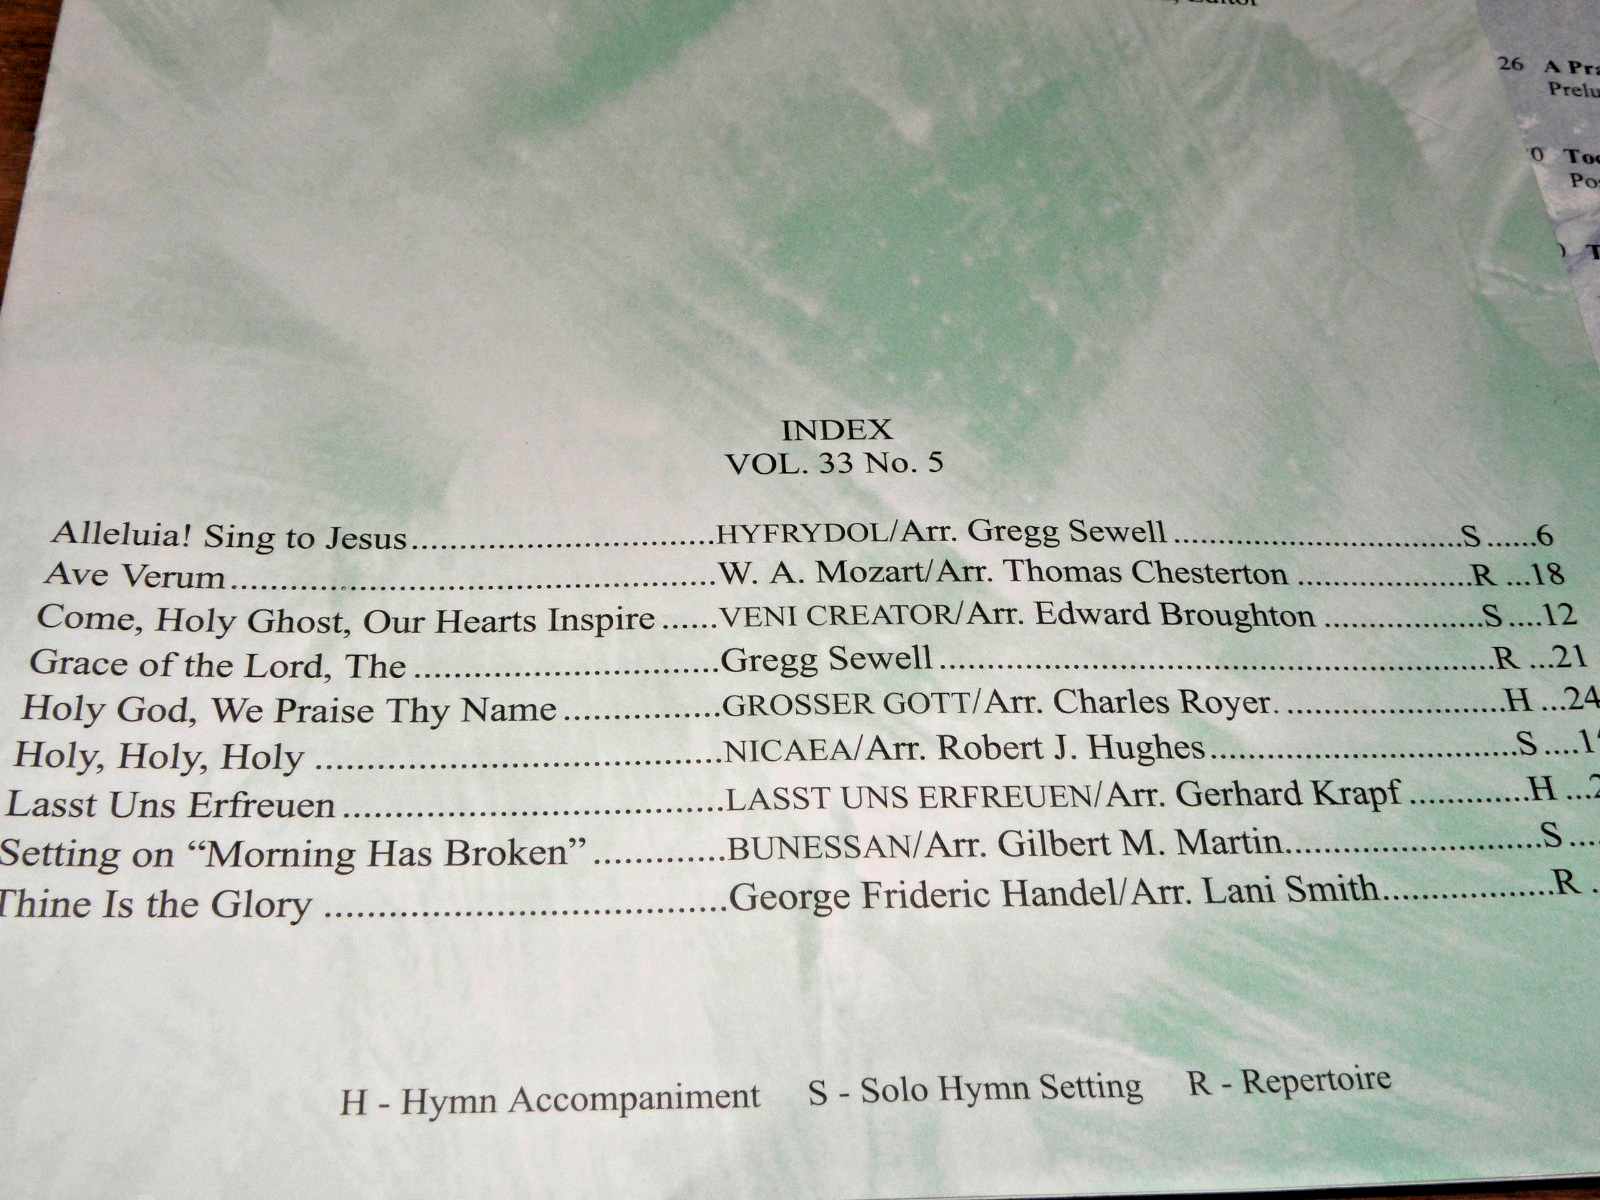 Editor
INDEX
VOL. 33 No. 5
Alleluia! Sing to Jesus............................HYFRYDOL/Arr. Gregg Sewell............................S......6
Ave Verum.............................................W. A. Mozart/Arr. Thomas Chesterton .................R ...18
Come, Holy Ghost, Our Hearts Inspire......VENI CREATOR/Arr. Edward Broughton ...............S....12
Grace of the Lord, The .............................Gregg Sewell.....................................................R ...21
Holy God, We Praise Thy Name...............GROSSER GOTT/Arr. Charles Royer. .....................H ...24
Holy, Holy, Holy ......................................NICAEA/Arr. Robert J. Hughes.............................S....
Lasst Uns Erfreuen...................................LASST UNS ERFREUEN/Arr. Gerhard Krapf............H ...
Setting on “Morning Has Broken”............BUNESSAN/Arr. Gilbert M. Martin.......................S....
Thine Is the Glory .....................................George Frideric Handel/Arr. Lani Smith................R .
H - Hymn Accompaniment S - Solo Hymn Setting R - Repertoire
26 A